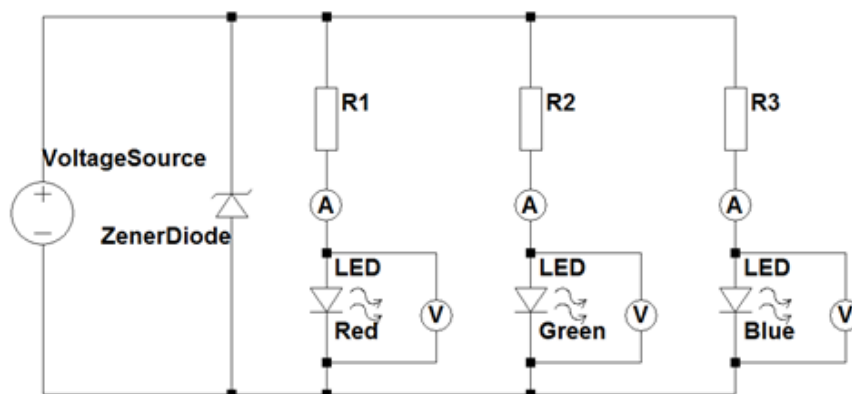 R1
R2
R3
VoltageSource
A
A
A
ZenerDiode
LED
LED
LED
V
V
V
Red
Green
Blue